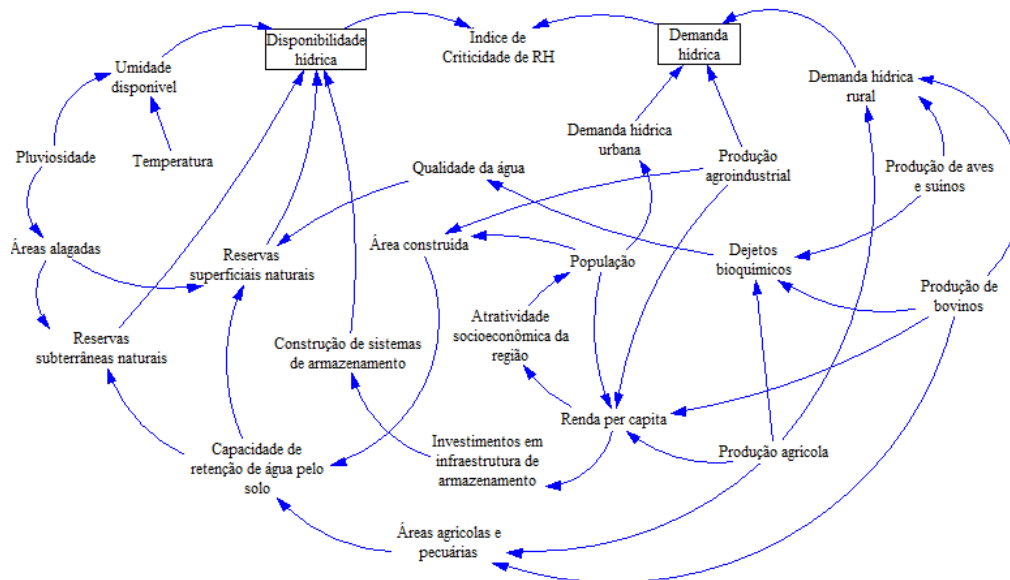 Disponibilidade
hídrica
Índice de
Criticidade de RH
Demanda
hídrica
Umidade
disponível
Demanda hídrica
rural
Demanda hídrica
urbana
Pluviosidade
Temperatura
Qualidade da água
Produção
agroindustrial
Produção de aves
e suínos
Áreas alagadas
Reservas
superficiais naturais
Área construída
População
Dejetos
bioquímicos
Produção de
bovinos
Reservas
subterrâneas naturais
Construção de sistemas
de armazenamento
Atratividade
socioeconômica da
região
Renda per capita
Capacidade de
retenção de água pelo
solo
Investimentos em
infraestrutura de
armazenamento
Produção agrícola
Áreas agrícolas e
pecuárias